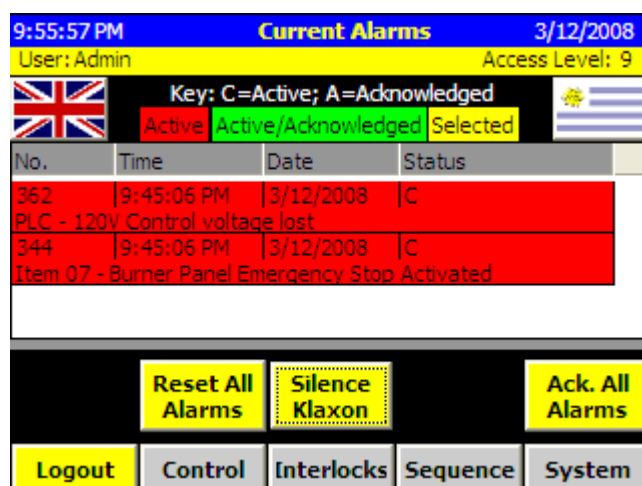 9:55:57 PM Current Alarms 3/12/2008
User: Admin Access Level: 9
Key: C=Active; A=Acknowledged
Active Active/Acknowledged Selected
No. Time Date Status
362 9:45:06 PM 3/12/2008 C
PLC - 120V Control voltage lost
344 9:45:06 PM 3/12/2008 C
Item 07 - Burner Panel Emergency Stop Activated
Reset All Silence Ack. All
Alarms Klaxon Alarms
Logout Control Interlocks Sequence System